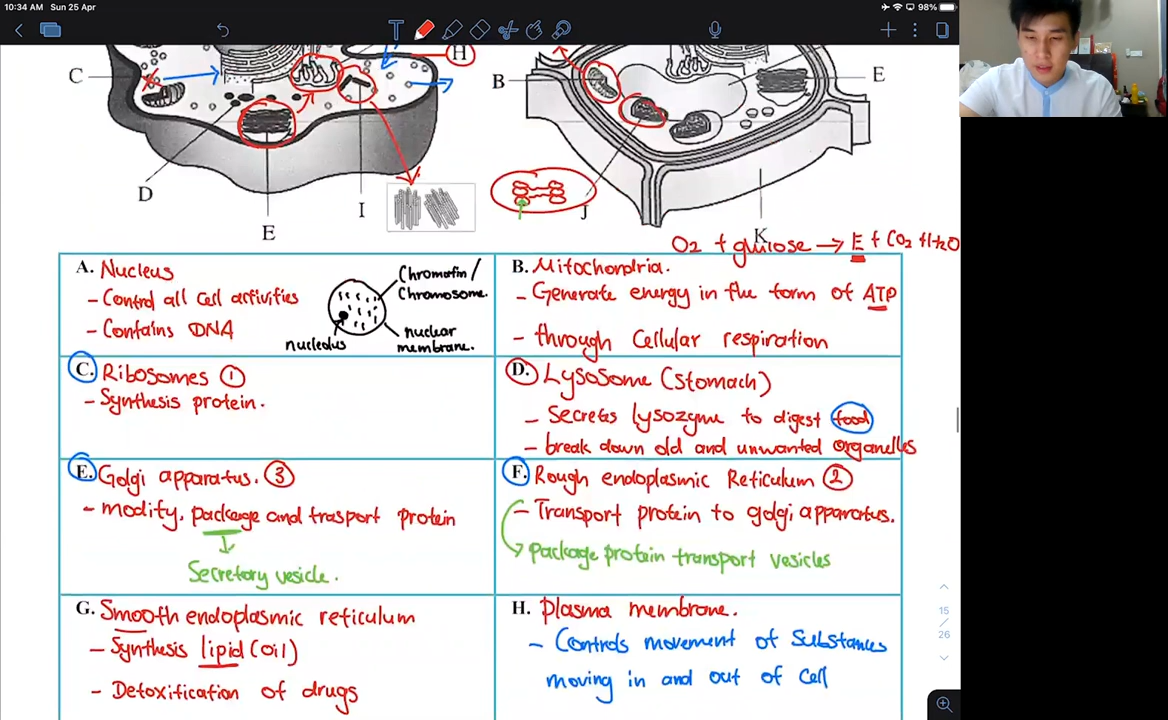 10:34 AM Sun 25 Apr
98%
H
C
B
E
D
E
I
J
K
O2 + glucose → E + CO2 + H2O
A. Nucleus
- Control all cell activities
- Contains DNA
Chromatin/
Chromosome.
nucleolus
nuclear
membrane.
B. Mitochondria.
- Generate energy in the form of ATP
- through Cellular respiration
C. Ribosomes ①
- Synthesis protein.
D. Lysosome (stomach)
- Secretes lysozyme to digest food
- break down old and unwanted organelles
E. Golgi apparatus. ③
- modify, package and trasport protein
Secretory vesicle.
F. Rough endoplasmic Reticulum ②
- Transport protein to golgi apparatus.
package protein transport vesicles
G. Smooth endoplasmic reticulum
- Synthesis lipid (oil)
- Detoxification of drugs
H. plasma membrane.
- Controls movement of Substances
moving in and out of cell
15
/
26